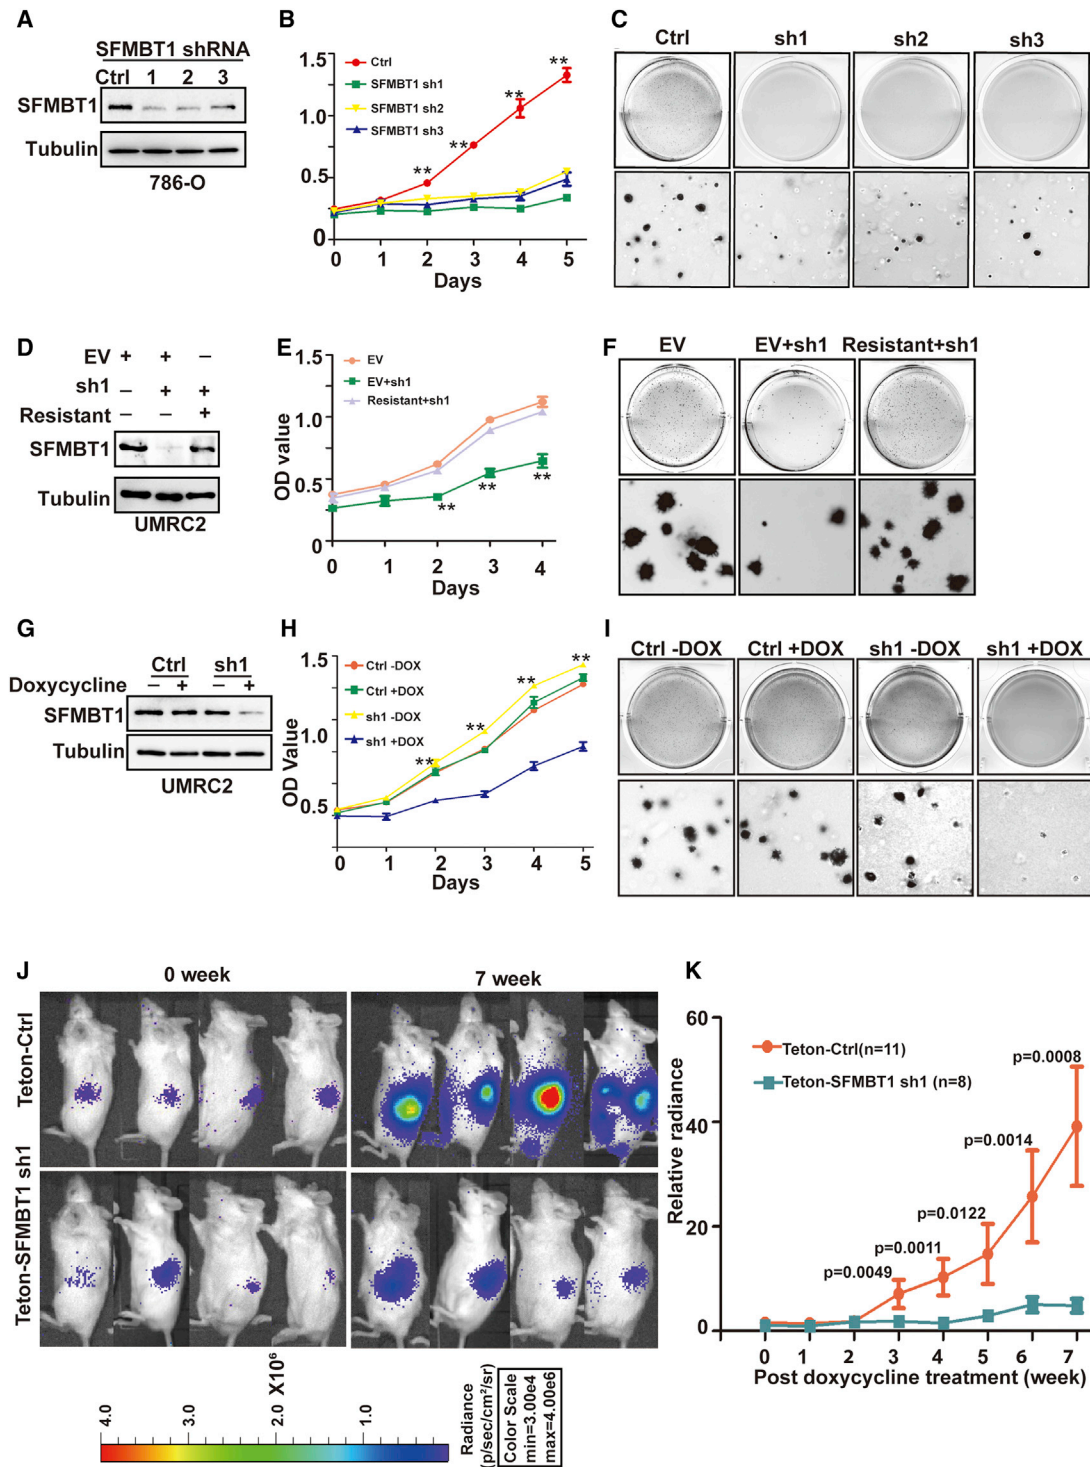 A
SFMBT1 shRNA
Ctrl 1 2 3
SFMBT1
Tubulin
786-O
B
1.5
1.0
0.5
0
Ctrl
SFMBT1 sh1
SFMBT1 sh2
SFMBT1 sh3
** ** ** **
0 1 2 3 4 5
Days
C
Ctrl sh1 sh2 sh3
D
EV + + –
sh1 – + +
Resistant – – +
SFMBT1
Tubulin
UMRC2
E
OD value
1.5
1.0
0.5
0
EV
EV+sh1
Resistant+sh1
** ** **
0 1 2 3 4
Days
F
EV EV+sh1 Resistant+sh1
G
Ctrl sh1
Doxycycline – + – +
SFMBT1
Tubulin
UMRC2
H
OD Value
1.5
1.0
0.5
Ctrl -DOX
Ctrl +DOX
sh1 -DOX
sh1 +DOX
** ** ** **
0 1 2 3 4 5
Days
I
Ctrl -DOX Ctrl +DOX sh1 -DOX sh1 +DOX
J
0 week 7 week
Teton-Ctrl
Teton-SFMBT1 sh1
X10⁶
4.0 3.0 2.0 1.0
Radiance
(p/sec/cm²/sr)
Color Scale
min=3.00e4
max=4.00e6
K
Relative radiance
60
40
20
0
Teton-Ctrl(n=11)
Teton-SFMBT1 sh1 (n=8)
p=0.0049
p=0.0011
p=0.0122
p=0.0014
p=0.0008
0 1 2 3 4 5 6 7
Post doxycycline treatment (week)